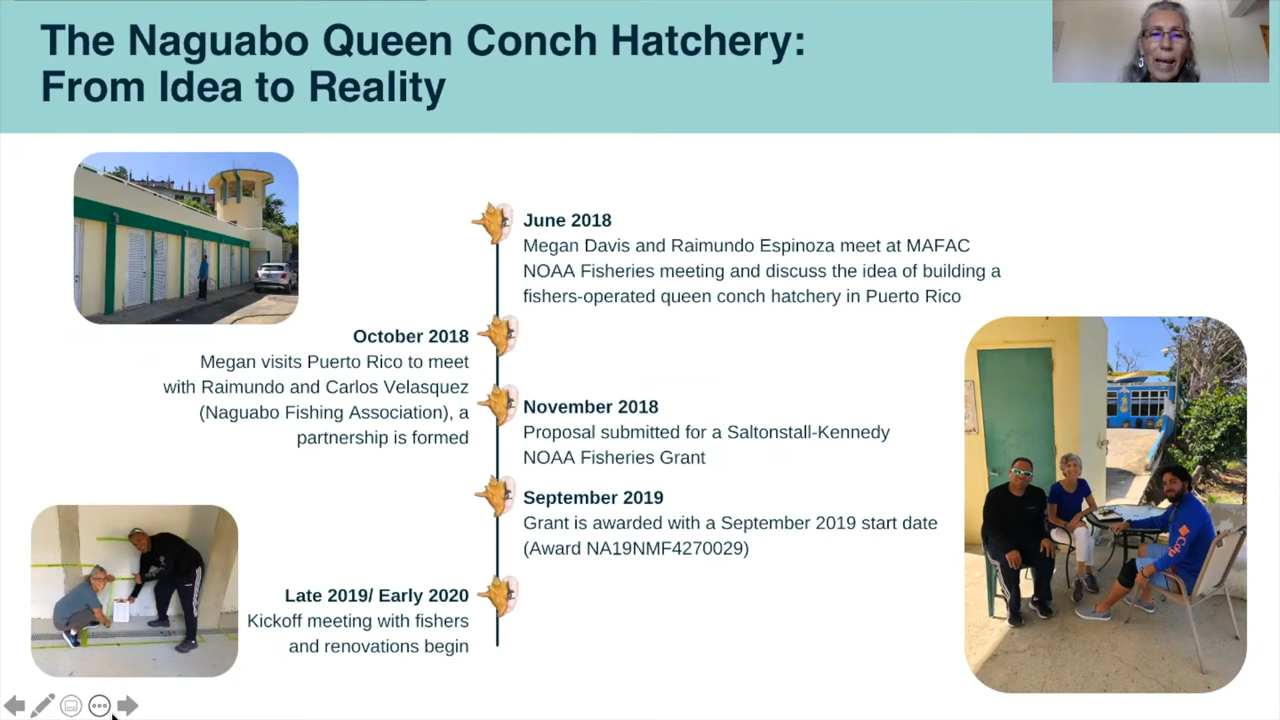 The Naguabo Queen Conch Hatchery:
From Idea to Reality
June 2018
Megan Davis and Raimundo Espinoza meet at MAFAC
NOAA Fisheries meeting and discuss the idea of building a
fishers-operated queen conch hatchery in Puerto Rico
October 2018
Megan visits Puerto Rico to meet
with Raimundo and Carlos Velasquez
(Naguabo Fishing Association), a
partnership is formed
November 2018
Proposal submitted for a Saltonstall-Kennedy
NOAA Fisheries Grant
September 2019
Grant is awarded with a September 2019 start date
(Award NA19NMF4270029)
Late 2019/ Early 2020
Kickoff meeting with fishers
and renovations begin